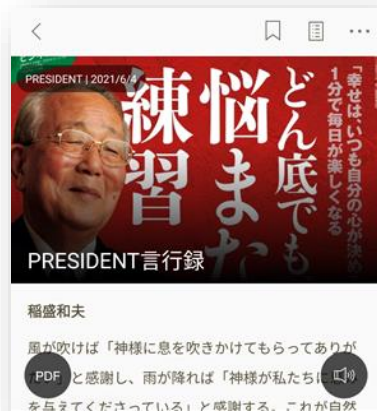 PRESIDENT | 2021/6/4
「幸せは、いつも自分の心が決め
1分で毎日が楽しくなる
どん底でも
悩まな
練習
PRESIDENT言行録
稲盛和夫
風が吹けば「神様に息を吹きかけてもらってありが
と感謝し、雨が降れば「神様が私たちに
PDF
を与えてくださっている」と感謝する。これが自然